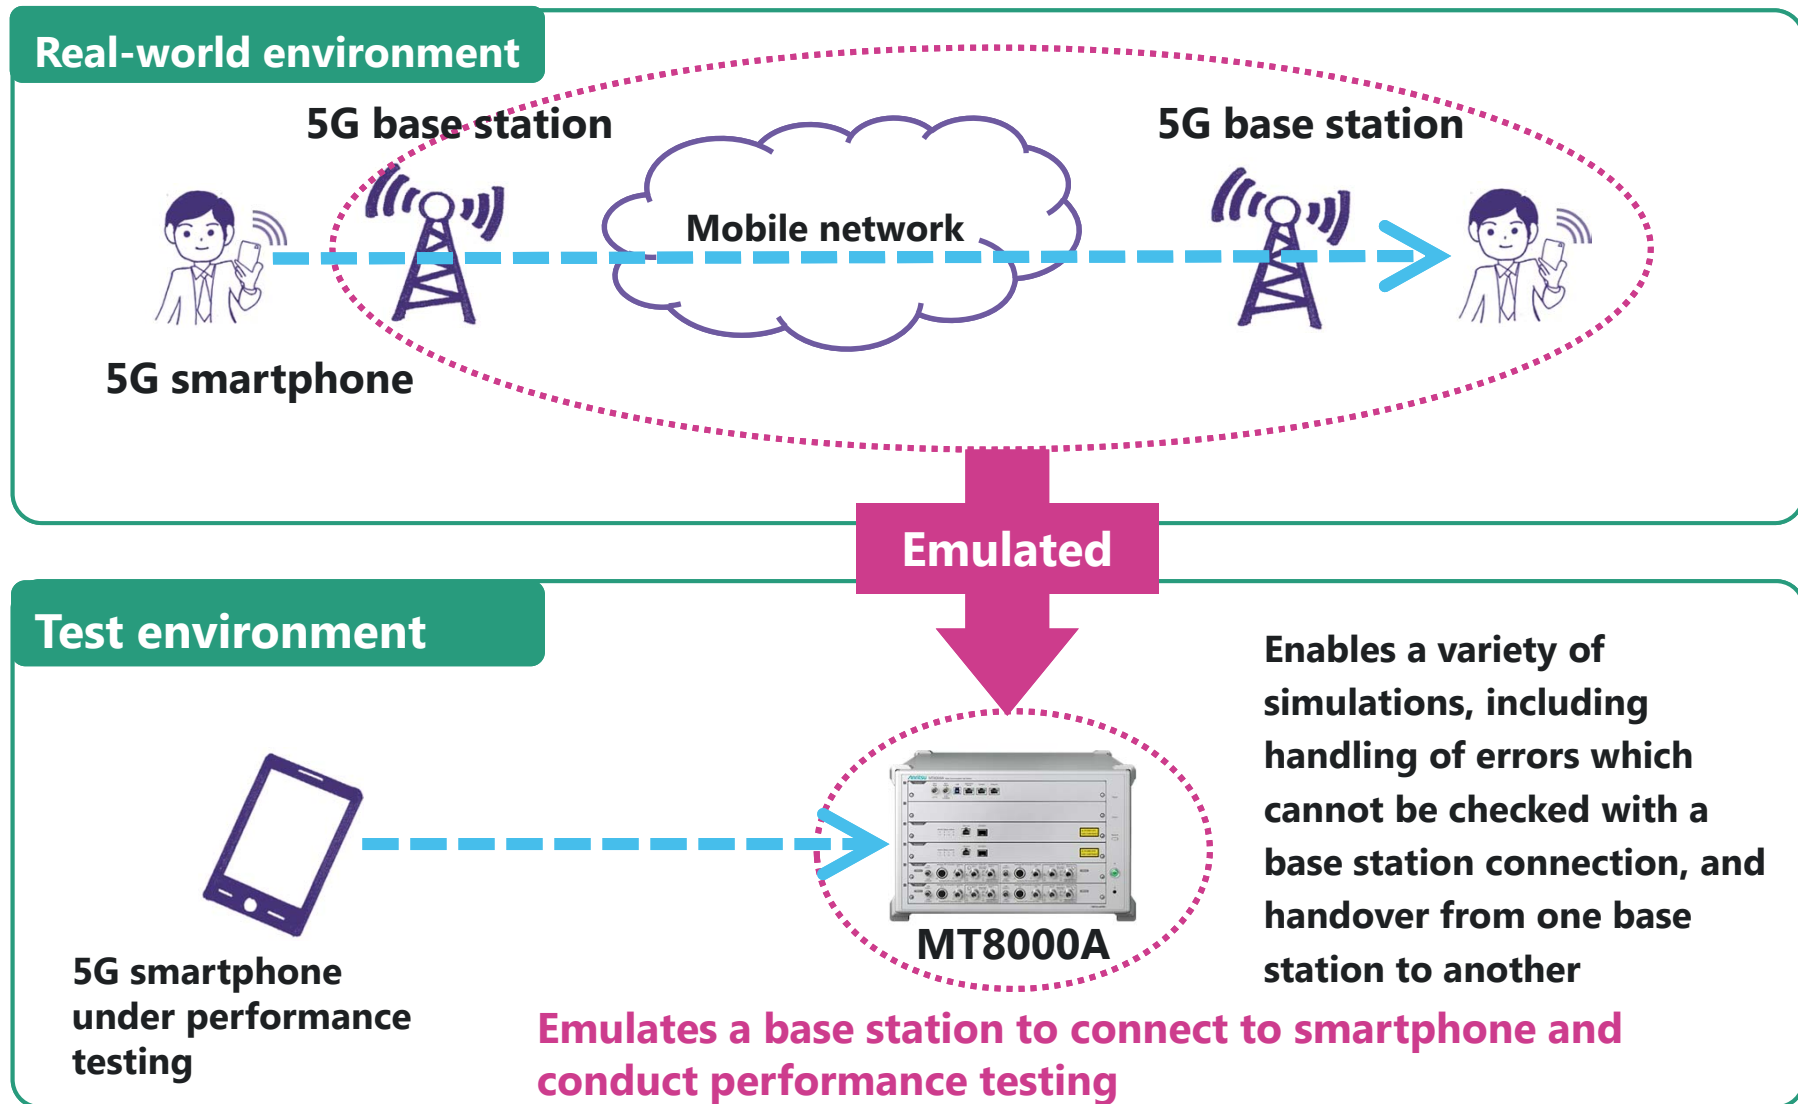 Real-world environment
5G base station
5G base station
Mobile network
5G smartphone
Emulated
Test environment
Enables a variety of
simulations, including
handling of errors which
cannot be checked with a
base station connection, and
handover from one base
station to another
MT8000A
5G smartphone
under performance
testing
Emulates a base station to connect to smartphone and
conduct performance testing